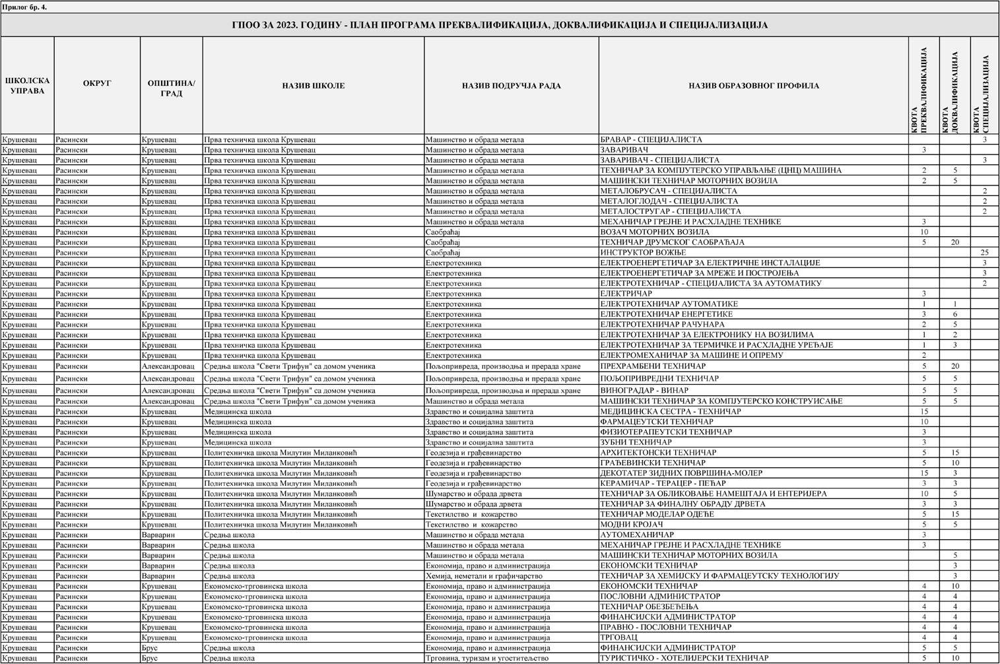 Прилог бр. 4.
ГПОО ЗА 2023. ГОДИНУ - ПЛАН ПРОГРАМА ПРЕКВАЛИФИКАЦИЈА, ДОКВАЛИФИКАЦИЈА И СПЕЦИЈАЛИЗАЦИЈА
ШКОЛСКА УПРАВА ОКРУГ ОПШТИНА/ ГРАД НАЗИВ ШКОЛЕ НАЗИВ ПОДРУЧЈА РАДА НАЗИВ ОБРАЗОВНОГ ПРОФИЛА КВОТА ПРЕКВАЛИФИКАЦИЈА КВОТА ДОКВАЛИФИКАЦИЈА КВОТА СПЕЦИЈАЛИЗАЦИЈА
Крушевац Расински Крушевац Прва техничка школа Крушевац Машинство и обрада метала БРАВАР - СПЕЦИЈАЛИСТА 3
Крушевац Расински Крушевац Прва техничка школа Крушевац Машинство и обрада метала ЗАВАРИВАЧ 3
Крушевац Расински Крушевац Прва техничка школа Крушевац Машинство и обрада метала ЗАВАРИВАЧ - СПЕЦИЈАЛИСТА 3
Крушевац Расински Крушевац Прва техничка школа Крушевац Машинство и обрада метала ТЕХНИЧАР ЗА КОМПЈУТЕРСКО УПРАВЉАЊЕ (ЦНЦ) МАШИНА 2 5
Крушевац Расински Крушевац Прва техничка школа Крушевац Машинство и обрада метала МАШИНСКИ ТЕХНИЧАР МОТОРНИХ ВОЗИЛА 2 5
Крушевац Расински Крушевац Прва техничка школа Крушевац Машинство и обрада метала МЕТАЛОБРУСАЧ - СПЕЦИЈАЛИСТА 2
Крушевац Расински Крушевац Прва техничка школа Крушевац Машинство и обрада метала МЕТАЛОГЛОДАЧ - СПЕЦИЈАЛИСТА 2
Крушевац Расински Крушевац Прва техничка школа Крушевац Машинство и обрада метала МЕТАЛОСТРУГАР - СПЕЦИЈАЛИСТА 2
Крушевац Расински Крушевац Прва техничка школа Крушевац Машинство и обрада метала МЕХАНИЧАР ГРЕЈНЕ И РАСХЛАДНЕ ТЕХНИКЕ 3
Крушевац Расински Крушевац Прва техничка школа Крушевац Саобраћај ВОЗАЧ МОТОРНИХ ВОЗИЛА 10
Крушевац Расински Крушевац Прва техничка школа Крушевац Саобраћај ТЕХНИЧАР ДРУМСКОГ САОБРАЋАЈА 5 20
Крушевац Расински Крушевац Прва техничка школа Крушевац Саобраћај ИНСТРУКТОР ВОЖЊЕ 25
Крушевац Расински Крушевац Прва техничка школа Крушевац Електротехника ЕЛЕКТРОЕНЕРГЕТИЧАР ЗА ЕЛЕКТРИЧНЕ ИНСТАЛАЦИЈЕ 3
Крушевац Расински Крушевац Прва техничка школа Крушевац Електротехника ЕЛЕКТРОЕНЕРГЕТИЧАР ЗА МРЕЖЕ И ПОСТРОЈЕЊА 3
Крушевац Расински Крушевац Прва техничка школа Крушевац Електротехника ЕЛЕКТРОТЕХНИЧАР - СПЕЦИЈАЛИСТА ЗА АУТОМАТИКУ 2
Крушевац Расински Крушевац Прва техничка школа Крушевац Електротехника ЕЛЕКТРИЧАР 3
Крушевац Расински Крушевац Прва техничка школа Крушевац Електротехника ЕЛЕКТРОТЕХНИЧАР АУТОМАТИКЕ 1 1
Крушевац Расински Крушевац Прва техничка школа Крушевац Електротехника ЕЛЕКТРОТЕХНИЧАР ЕНЕРГЕТИКЕ 3 6
Крушевац Расински Крушевац Прва техничка школа Крушевац Електротехника ЕЛЕКТРОТЕХНИЧАР РАЧУНАРА 2 5
Крушевац Расински Крушевац Прва техничка школа Крушевац Електротехника ЕЛЕКТРОТЕХНИЧАР ЗА ЕЛЕКТРОНИКУ НА ВОЗИЛИМА 1 2
Крушевац Расински Крушевац Прва техничка школа Крушевац Електротехника ЕЛЕКТРОТЕХНИЧАР ЗА ТЕРМИЧКЕ И РАСХЛАДНЕ УРЕЂАЈЕ 1 3
Крушевац Расински Крушевац Прва техничка школа Крушевац Електротехника ЕЛЕКТРОМЕХАНИЧАР ЗА МАШИНЕ И ОПРЕМУ 2
Крушевац Расински Александровац Средња школа "Свети Трифун" са домом ученика Пољопривреда, производња и прерада хране ПРЕХРАМБЕНИ ТЕХНИЧАР 5 20
Крушевац Расински Александровац Средња школа "Свети Трифун" са домом ученика Пољопривреда, производња и прерада хране ПОЉОПРИВРЕДНИ ТЕХНИЧАР 5 5
Крушевац Расински Александровац Средња школа "Свети Трифун" са домом ученика Пољопривреда, производња и прерада хране ВИНОГРАДАР - ВИНАР 5 5
Крушевац Расински Александровац Средња школа "Свети Трифун" са домом ученика Машинство и обрада метала МАШИНСКИ ТЕХНИЧАР ЗА КОМПЈУТЕРСКО КОНСТРУИСАЊЕ 5 5
Крушевац Расински Крушевац Медицинска школа Здравство и социјална заштита МЕДИЦИНСКА СЕСТРА - ТЕХНИЧАР 15
Крушевац Расински Крушевац Медицинска школа Здравство и социјална заштита ФАРМАЦЕУТСКИ ТЕХНИЧАР 10
Крушевац Расински Крушевац Медицинска школа Здравство и социјална заштита ФИЗИОТЕРАПЕУТСКИ ТЕХНИЧАР 3
Крушевац Расински Крушевац Медицинска школа Здравство и социјална заштита ЗУБНИ ТЕХНИЧАР 3
Крушевац Расински Крушевац Политехничка школа Милутин Миланковић Геодезија и грађевинарство АРХИТЕКТОНСКИ ТЕХНИЧАР 5 15
Крушевац Расински Крушевац Политехничка школа Милутин Миланковић Геодезија и грађевинарство ГРАЂЕВИНСКИ ТЕХНИЧАР 5 10
Крушевац Расински Крушевац Политехничка школа Милутин Миланковић Геодезија и грађевинарство ДЕКОТАТЕР ЗИДНИХ ПОВРШИНА-МОЛЕР 15 3
Крушевац Расински Крушевац Политехничка школа Милутин Миланковић Геодезија и грађевинарство КЕРАМИЧАР - ТЕРАЦЕР - ПЕЋАР 3 3
Крушевац Расински Крушевац Политехничка школа Милутин Миланковић Шумарство и обрада дрвета ТЕХНИЧАР ЗА ОБЛИКОВАЊЕ НАМЕШТАЈА И ЕНТЕРИЈЕРА 10 5
Крушевац Расински Крушевац Политехничка школа Милутин Миланковић Шумарство и обрада дрвета ТЕХНИЧАР ЗА ФИНАЛНУ ОБРАДУ ДРВЕТА 3 3
Крушевац Расински Крушевац Политехничка школа Милутин Миланковић Текстилство и кожарство ТЕХНИЧАР МОДЕЛАР ОДЕЋЕ 5 15
Крушевац Расински Крушевац Политехничка школа Милутин Миланковић Текстилство и кожарство МОДНИ КРОЈАЧ 5 5
Крушевац Расински Варварин Средња школа Машинство и обрада метала АУТОМЕХАНИЧАР 3
Крушевац Расински Варварин Средња школа Машинство и обрада метала МЕХАНИЧАР ГРЕЈНЕ И РАСХЛАДНЕ ТЕХНИКЕ 3
Крушевац Расински Варварин Средња школа Машинство и обрада метала МАШИНСКИ ТЕХНИЧАР МОТОРНИХ ВОЗИЛА 5
Крушевац Расински Варварин Средња школа Економија, право и администрација ЕКОНОМСКИ ТЕХНИЧАР 3
Крушевац Расински Варварин Средња школа Хемија, неметали и графичарство ТЕХНИЧАР ЗА ХЕМИЈСКУ И ФАРМАЦЕУТСКУ ТЕХНОЛОГИЈУ 3
Крушевац Расински Крушевац Економско-трговинска школа Економија, право и администрација ЕКОНОМСКИ ТЕХНИЧАР 4 10
Крушевац Расински Крушевац Економско-трговинска школа Економија, право и администрација ПОСЛОВНИ АДМИНИСТРАТОР 4 4
Крушевац Расински Крушевац Економско-трговинска школа Економија, право и администрација ТЕХНИЧАР ОБЕЗБЕЂЕЊА 4 4
Крушевац Расински Крушевац Економско-трговинска школа Економија, право и администрација ФИНАНСИЈСКИ АДМИНИСТРАТОР 4 4
Крушевац Расински Крушевац Економско-трговинска школа Економија, право и администрација ПРАВНО - ПОСЛОВНИ ТЕХНИЧАР 4 4
Крушевац Расински Крушевац Економско-трговинска школа Економија, право и администрација ТРГОВАЦ 4 4
Крушевац Расински Брус Средња школа Економија, право и администрација ФИНАНСИЈСКИ АДМИНИСТРАТОР 5 5
Крушевац Расински Брус Средња школа Трговина, туризам и угоститељство ТУРИСТИЧКО - ХОТЕЛИЈЕРСКИ ТЕХНИЧАР 5 10